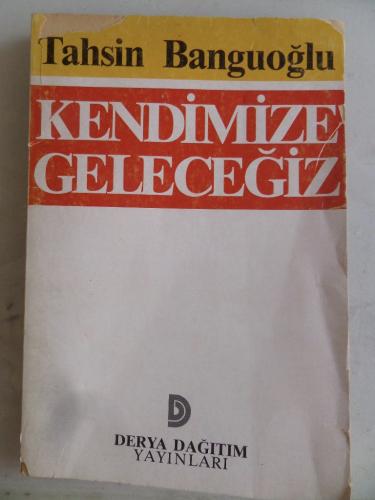 Tahsin Banguoğlu
KENDİMİZE
GELECEĞİZ
DERYA DAĞITIM
YAYINLARI